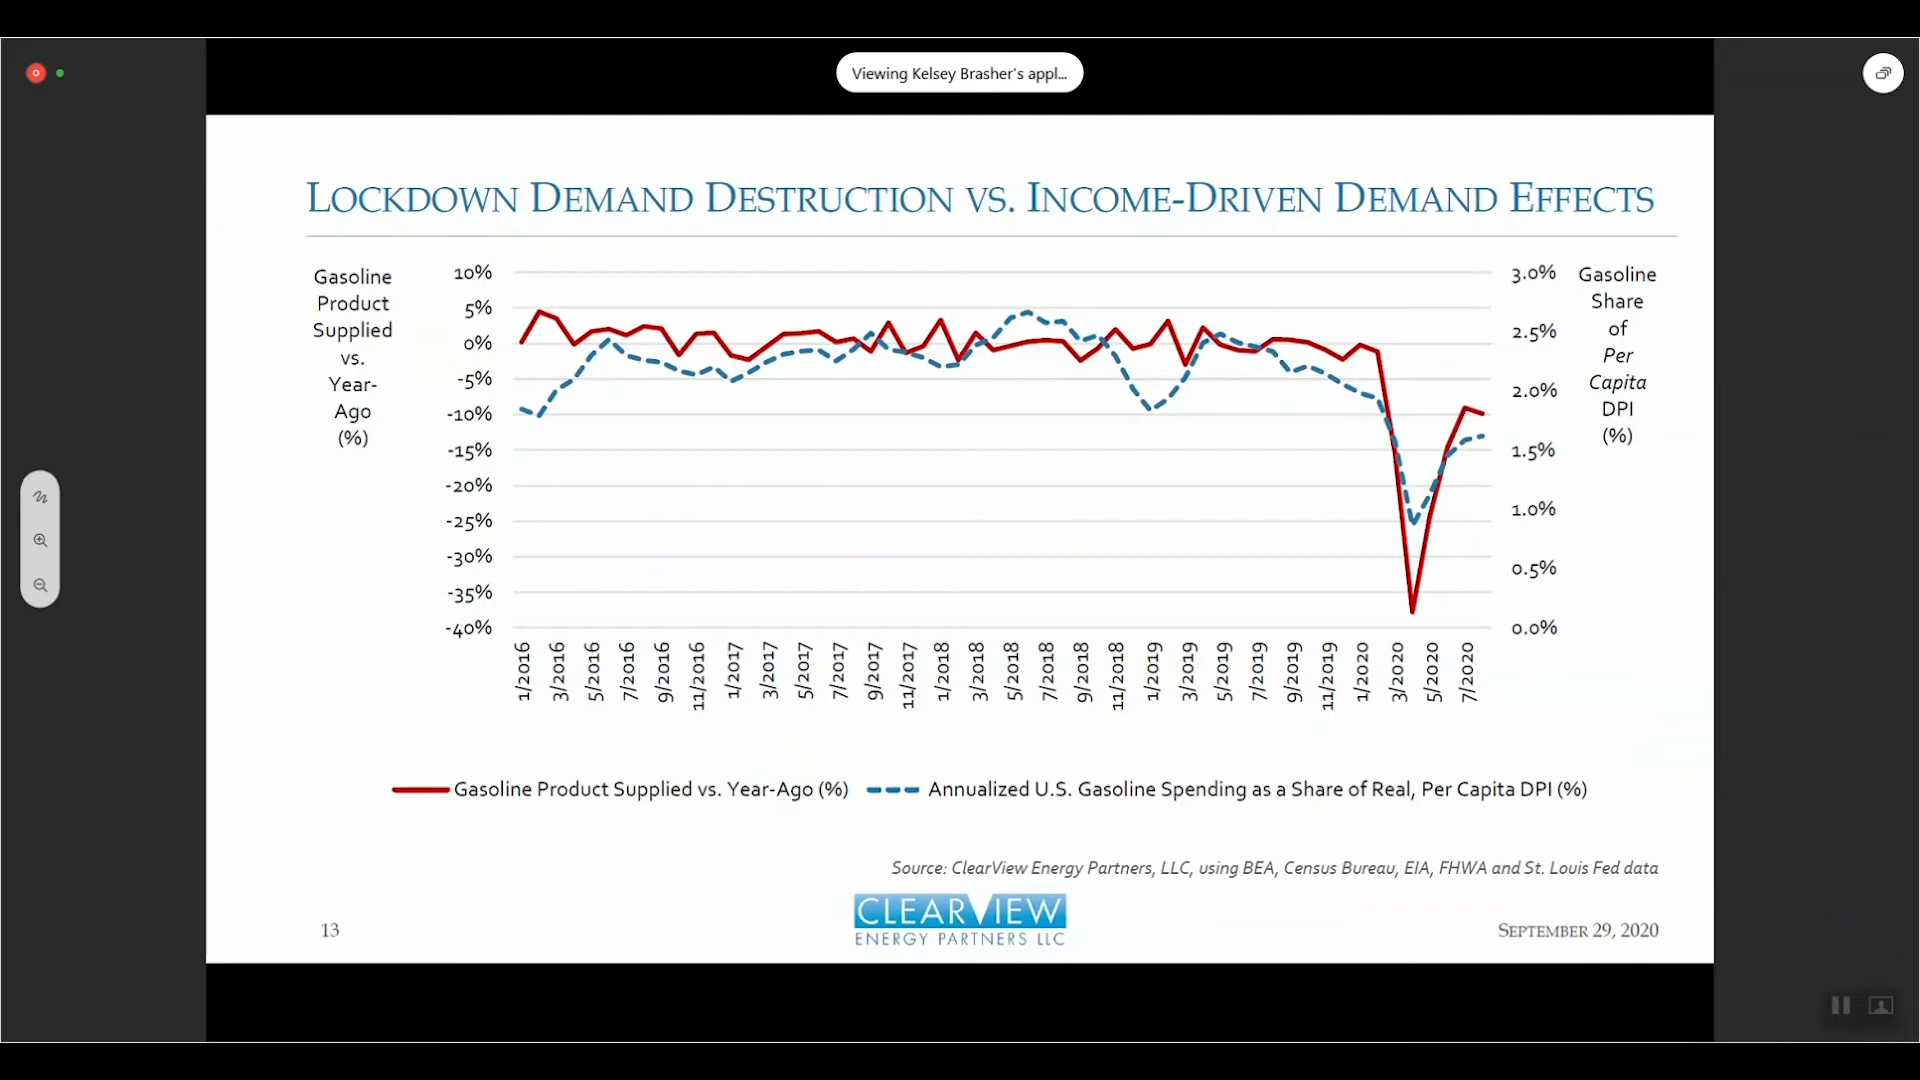 Viewing Kelsey Brasher's appl...
LOCKDOWN DEMAND DESTRUCTION VS. INCOME-DRIVEN DEMAND EFFECTS
Gasoline
Product
Supplied
vs.
Year-
Ago
(%)
10%
5%
0%
-5%
-10%
-15%
-20%
-25%
-30%
-35%
-40%
3.0%
2.5%
2.0%
1.5%
1.0%
0.5%
0.0%
Gasoline
Share
of
Per
Capita
DPI
(%)
1/2016
3/2016
5/2016
7/2016
9/2016
11/2016
1/2017
3/2017
5/2017
7/2017
9/2017
11/2017
1/2018
3/2018
5/2018
7/2018
9/2018
11/2018
1/2019
3/2019
5/2019
7/2019
9/2019
11/2019
1/2020
3/2020
5/2020
7/2020
Gasoline Product Supplied vs. Year-Ago (%)
Annualized U.S. Gasoline Spending as a Share of Real, Per Capita DPI (%)
Source: ClearView Energy Partners, LLC, using BEA, Census Bureau, EIA, FHWA and St. Louis Fed data
13
CLEARVIEW
ENERGY PARTNERS LLC
SEPTEMBER 29, 2020